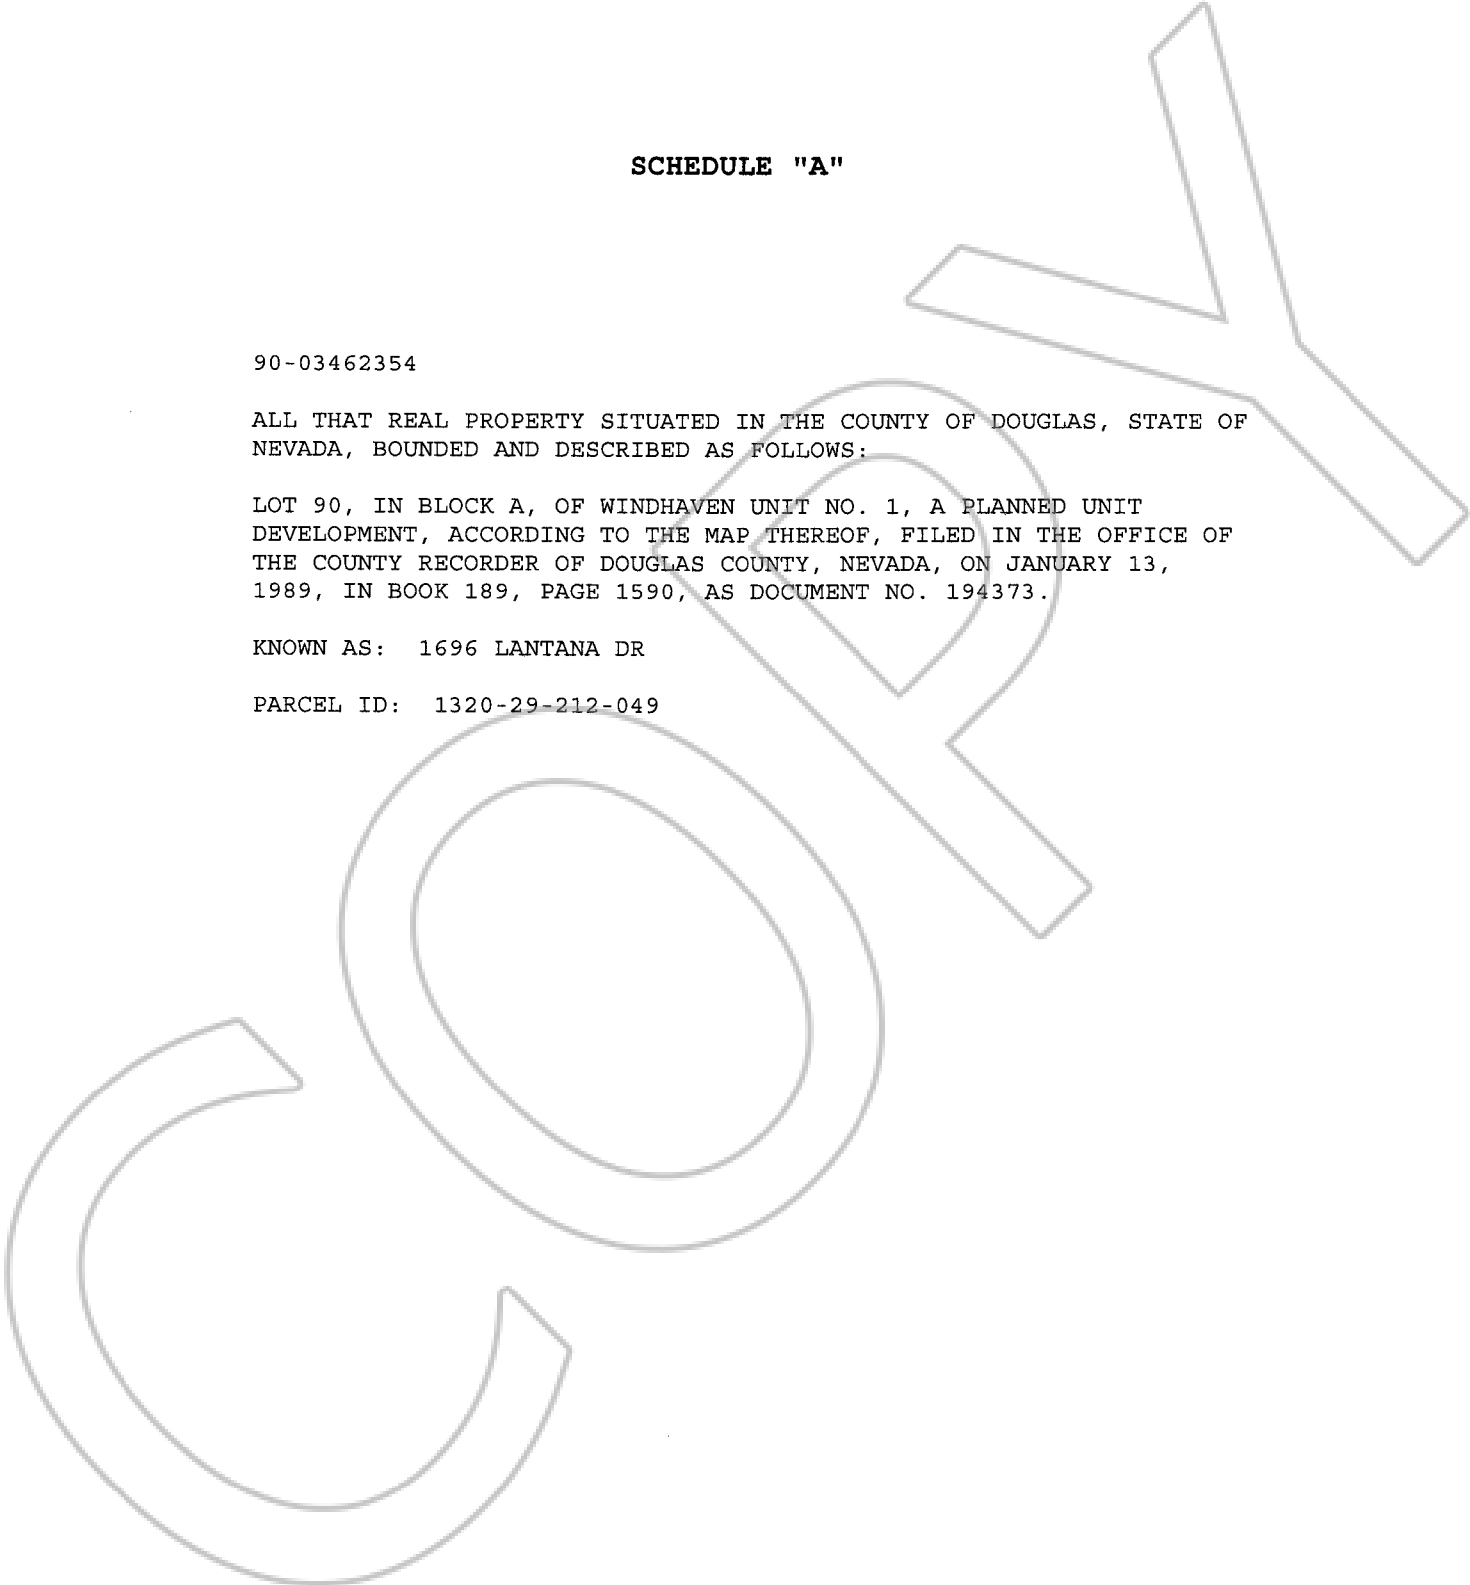 SCHEDULE "A"
90-03462354
ALL THAT REAL PROPERTY SITUATED IN THE COUNTY OF DOUGLAS, STATE OF
NEVADA, BOUNDED AND DESCRIBED AS FOLLOWS:
LOT 90, IN BLOCK A, OF WINDHAVEN UNIT NO. 1, A PLANNED UNIT
DEVELOPMENT, ACCORDING TO THE MAP THEREOF, FILED IN THE OFFICE OF
THE COUNTY RECORDER OF DOUGLAS COUNTY, NEVADA, ON JANUARY 13,
1989, IN BOOK 189, PAGE 1590, AS DOCUMENT NO. 194373.
KNOWN AS: 1696 LANTANA DR
PARCEL ID: 1320-29-212-049
COPY